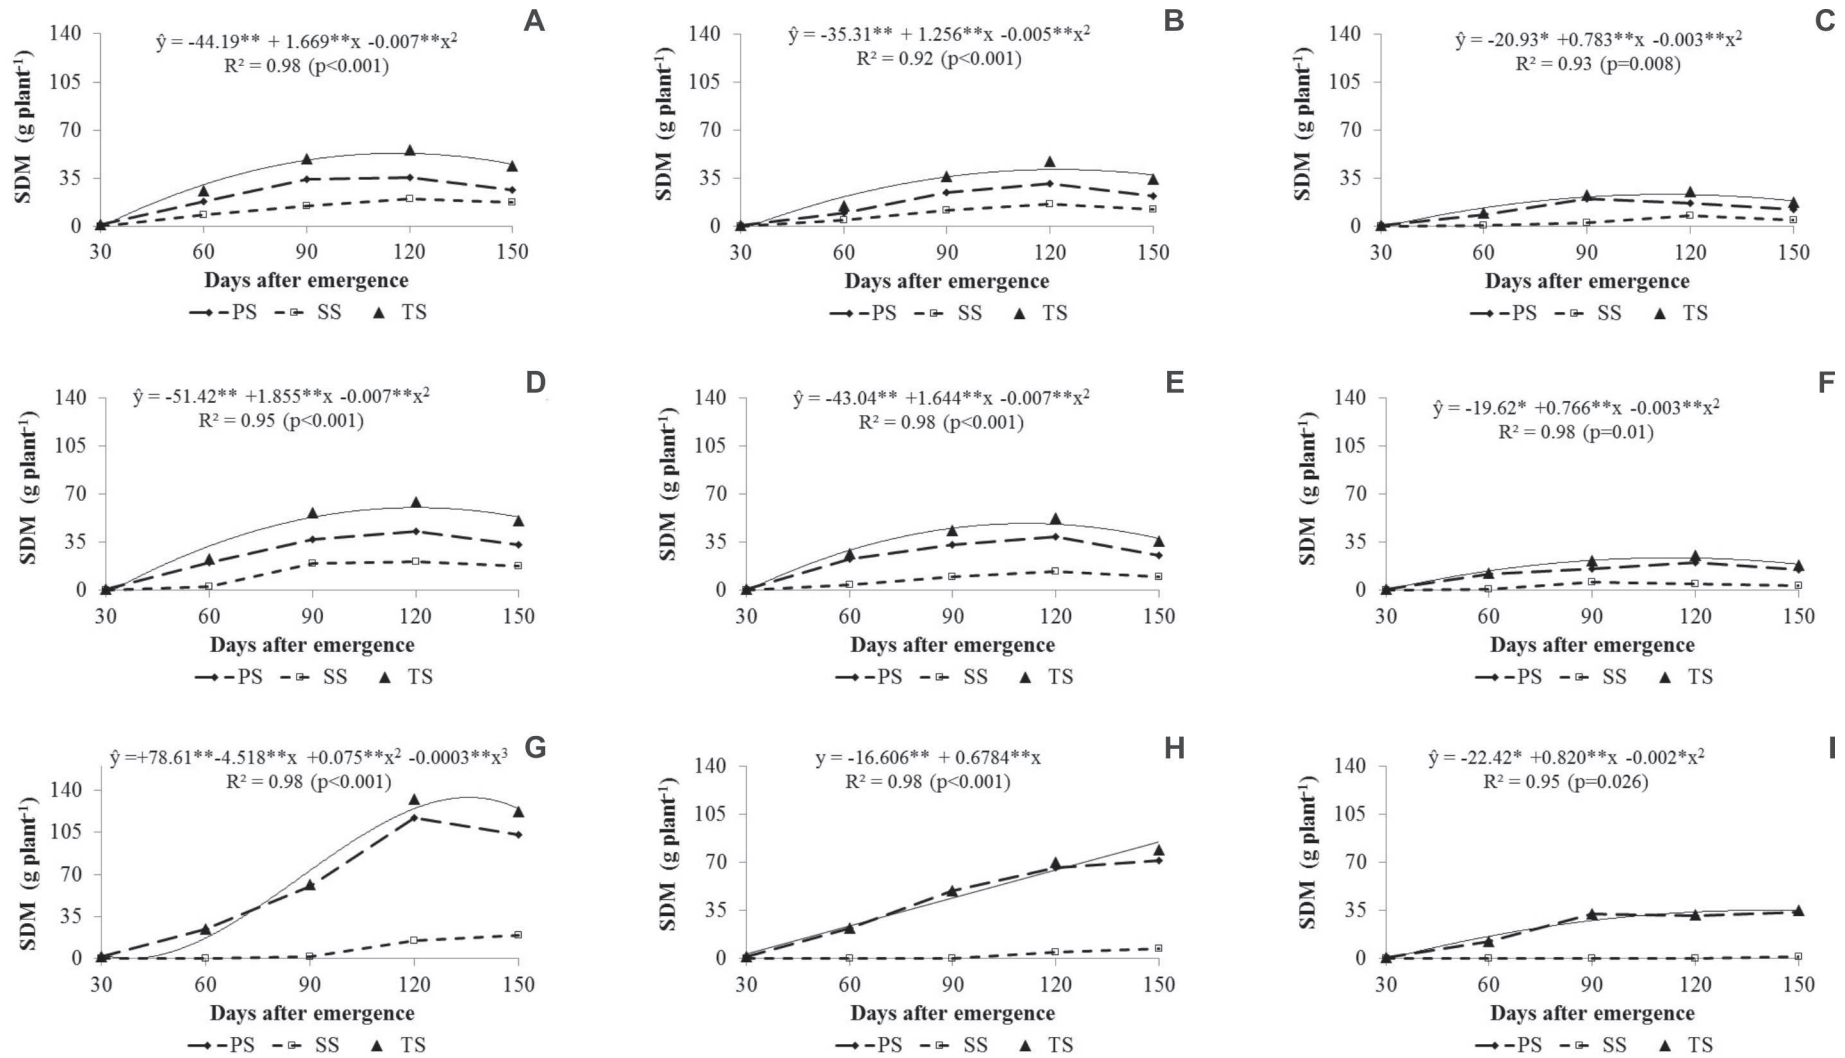 A
ŷ = -44.19** + 1.669**x -0.007**x²
R² = 0.98 (p<0.001)
SDM (g plant⁻¹)
140
105
70
35
0
30 60 90 120 150
Days after emergence
PS SS TS
B
ŷ = -35.31** + 1.256**x -0.005**x²
R² = 0.92 (p<0.001)
SDM (g plant⁻¹)
140
105
70
35
0
30 60 90 120 150
Days after emergence
PS SS TS
C
ŷ = -20.93* +0.783**x -0.003**x²
R² = 0.93 (p=0.008)
SDM (g plant⁻¹)
140
105
70
35
0
30 60 90 120 150
Days after emergence
PS SS TS
D
ŷ = -51.42** +1.855**x -0.007**x²
R² = 0.95 (p<0.001)
SDM (g plant⁻¹)
140
105
70
35
0
30 60 90 120 150
Days after emergence
PS SS TS
E
ŷ = -43.04** +1.644**x -0.007**x²
R² = 0.98 (p<0.001)
SDM (g plant⁻¹)
140
105
70
35
0
30 60 90 120 150
Days after emergence
PS SS TS
F
ŷ = -19.62* +0.766**x -0.003**x²
R² = 0.98 (p=0.01)
SDM (g plant⁻¹)
140
105
70
35
0
30 60 90 120 150
Days after emergence
PS SS TS
G
ŷ =+78.61**-4.518**x +0.075**x² -0.0003**x³
R² = 0.98 (p<0.001)
SDM (g plant⁻¹)
140
105
70
35
0
30 60 90 120 150
Days after emergence
PS SS TS
H
y = -16.606** + 0.6784**x
R² = 0.98 (p<0.001)
SDM (g plant⁻¹)
140
105
70
35
0
30 60 90 120 150
Days after emergence
PS SS TS
I
ŷ = -22.42* +0.820**x -0.002*x²
R² = 0.95 (p=0.026)
SDM (g plant⁻¹)
140
105
70
35
0
30 60 90 120 150
Days after emergence
PS SS TS